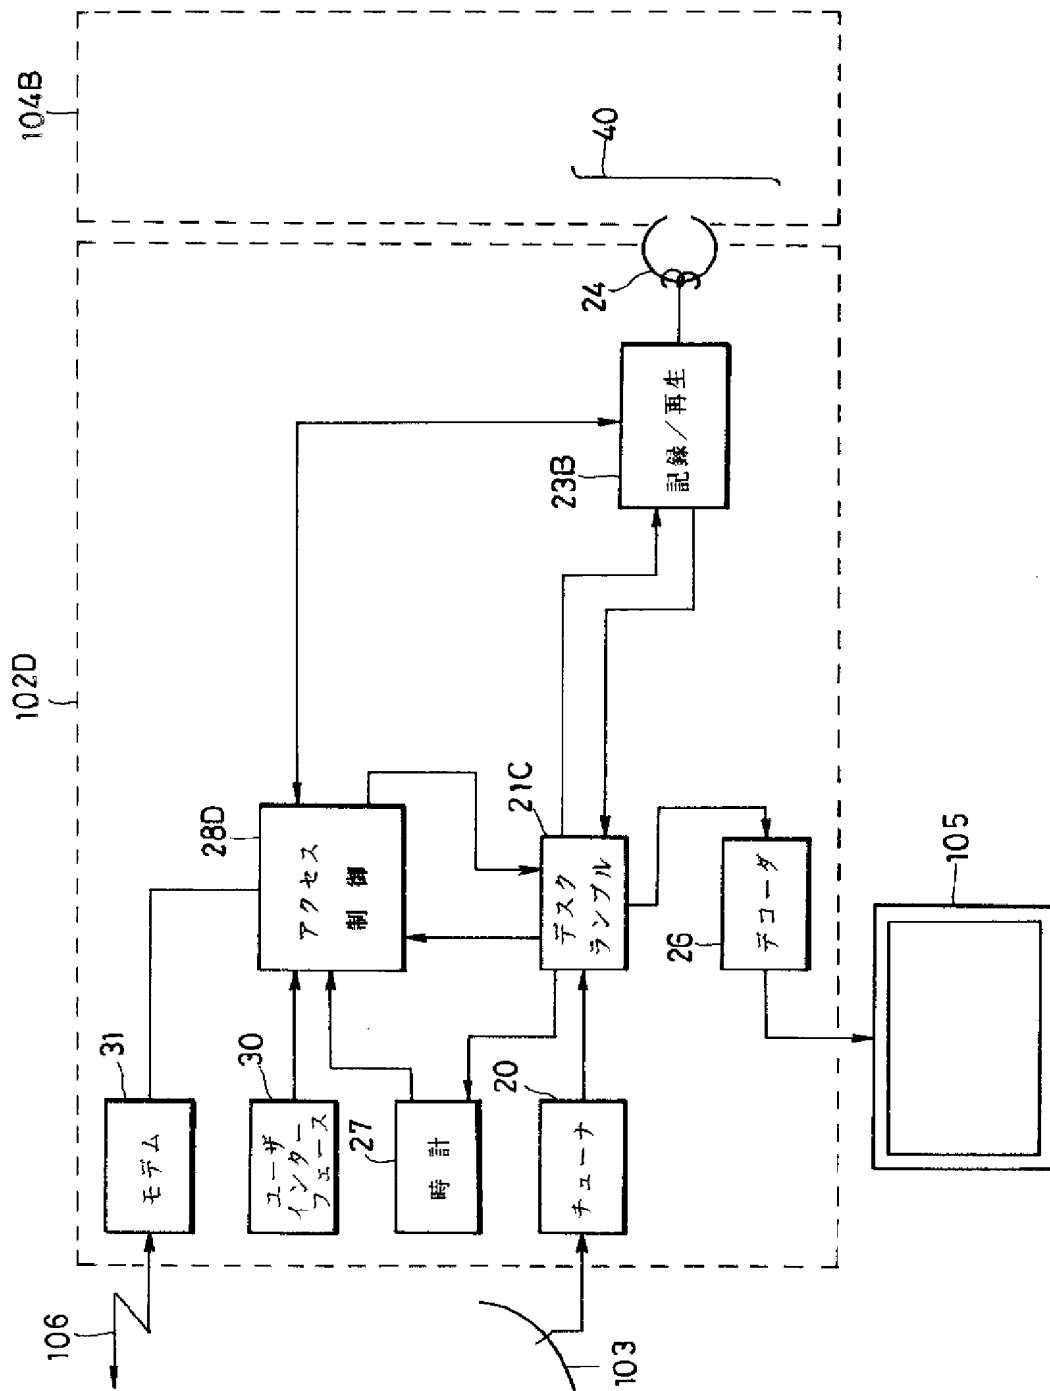 106
31
モデム
102D
104B
30
ユーザ
インター
フェース
28D
アクセス
制御
27
時計
103
20
チューナ
21C
デスク
ランブル
23B
記録／再生
24
40
26
デコーダ
105